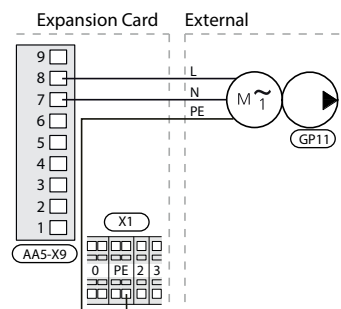 Expansion Card External
9
8
7
6
5
4
3
2
1
L
N
PE
M 1
GP11
X1
AA5-X9
0 PE 2 3